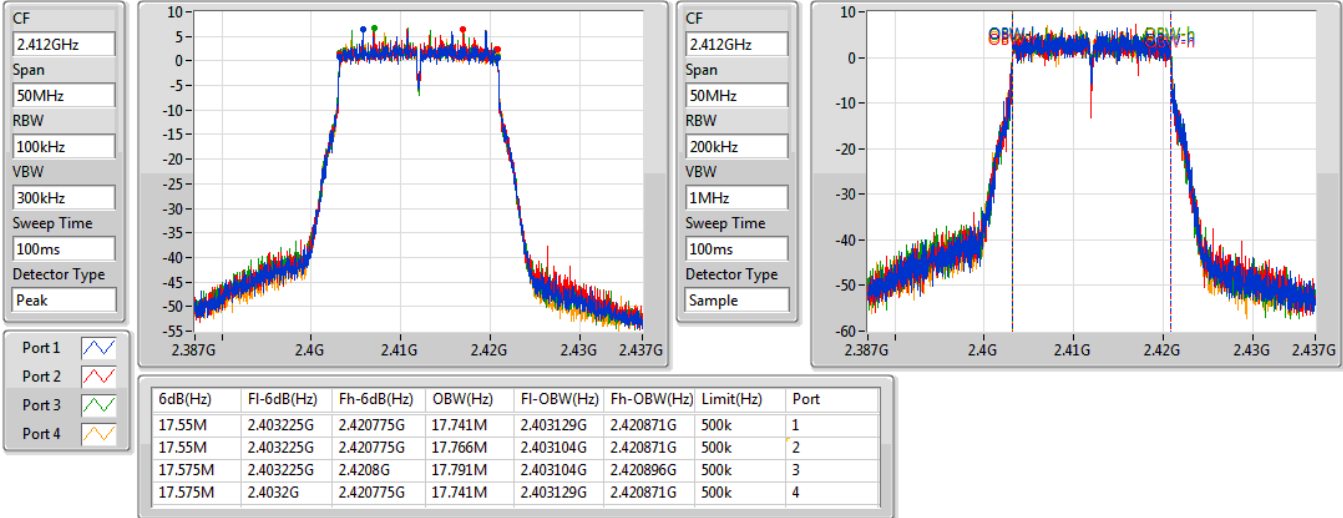 CF
2.412GHz
Span
50MHz
RBW
100kHz
VBW
300kHz
Sweep Time
100ms
Detector Type
Peak
10
5
0
-5
-10
-15
-20
-25
-30
-35
-40
-45
-50
-55
2.387G 2.4G 2.41G 2.42G 2.43G 2.437G
CF
2.412GHz
Span
50MHz
RBW
200kHz
VBW
1MHz
Sweep Time
100ms
Detector Type
Sample
10
0
-10
-20
-30
-40
-50
-60
OBW-h
2.387G 2.4G 2.41G 2.42G 2.43G 2.437G
Port 1
Port 2
Port 3
Port 4
6dB(Hz) Fl-6dB(Hz) Fh-6dB(Hz) OBW(Hz) Fl-OBW(Hz) Fh-OBW(Hz) Limit(Hz) Port
17.55M 2.403225G 2.420775G 17.741M 2.403129G 2.420871G 500k 1
17.55M 2.403225G 2.420775G 17.766M 2.403104G 2.420871G 500k 2
17.575M 2.403225G 2.4208G 17.791M 2.403104G 2.420896G 500k 3
17.575M 2.4032G 2.420775G 17.741M 2.403129G 2.420871G 500k 4